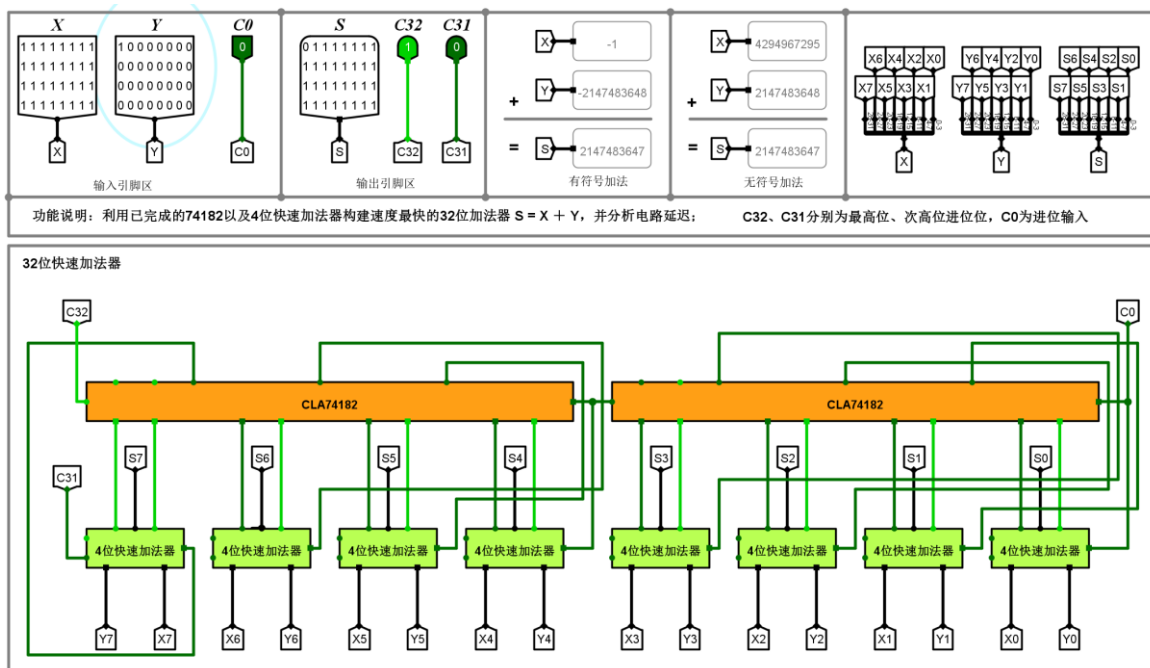 X Y C0 S C32 C31
11111111 10000000 0 01111111 1 0
11111111 00000000 11111111
11111111 00000000 11111111
11111111 00000000 11111111
X Y C0 S C32 C31
输入引脚区 输出引脚区
X -1
+ Y -2147483648
= S 2147483647
有符号加法
X 4294967295
+ Y 2147483648
= S 2147483647
无符号加法
X6 X4 X2 X0 Y6 Y4 Y2 Y0 S6 S4 S2 S0
X7 X5 X3 X1 Y7 Y5 Y3 Y1 S7 S5 S3 S1
X Y S
功能说明：利用已完成的74182以及4位快速加法器构建速度最快的32位加法器 S = X + Y，并分析电路延迟； C32、C31分别为最高位、次高位进位位，C0为进位输入
32位快速加法器
C32 C0
CLA74182 CLA74182
C31 S7 S6 S5 S4 S3 S2 S1 S0
4位快速加法器 4位快速加法器 4位快速加法器 4位快速加法器 4位快速加法器 4位快速加法器 4位快速加法器 4位快速加法器
Y7 X7 X6 Y6 X5 Y5 X4 Y4 X3 Y3 X2 Y2 X1 Y1 X0 Y0